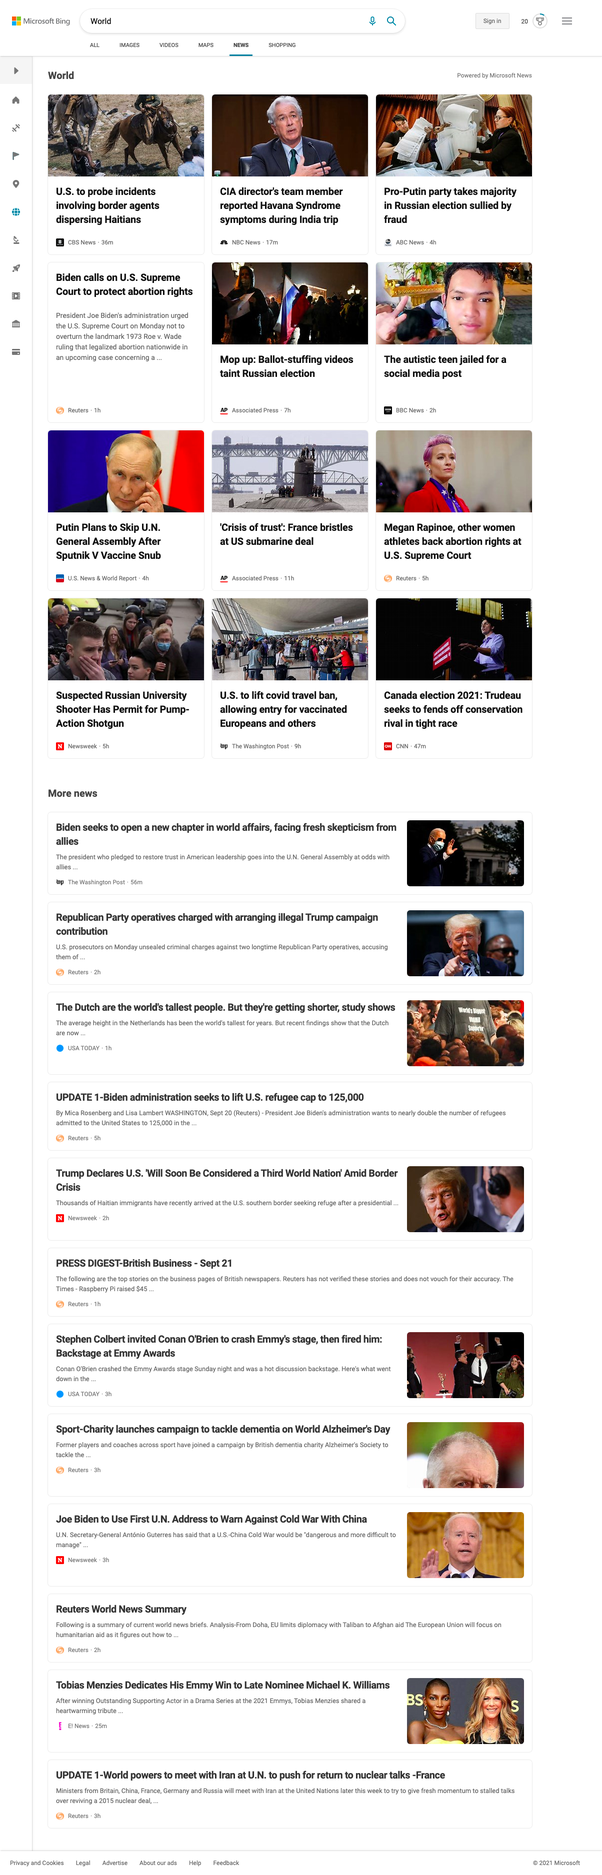 Microsoft Bing
World
Sign in
20
ALL
IMAGES
VIDEOS
MAPS
NEWS
SHOPPING
World
Powered by Microsoft News
U.S. to probe incidents
involving border agents
dispersing Haitians
CBS News · 36m
CIA director's team member
reported Havana Syndrome
symptoms during India trip
NBC News · 17m
Pro-Putin party takes majority
in Russian election sullied by
fraud
ABC News · 4h
Biden calls on U.S. Supreme
Court to protect abortion rights
President Joe Biden's administration urged
the U.S. Supreme Court on Monday not to
overturn the landmark 1973 Roe v. Wade
ruling that legalized abortion nationwide in
an upcoming case concerning a ...
Reuters · 1h
Mop up: Ballot-stuffing videos
taint Russian election
AP
Associated Press · 7h
The autistic teen jailed for a
social media post
BBC News · 2h
Putin Plans to Skip U.N.
General Assembly After
Sputnik V Vaccine Snub
U.S. News & World Report · 4h
'Crisis of trust': France bristles
at US submarine deal
AP
Associated Press · 11h
Megan Rapinoe, other women
athletes back abortion rights at
U.S. Supreme Court
Reuters · 5h
Suspected Russian University
Shooter Has Permit for Pump-
Action Shotgun
N
Newsweek · 5h
U.S. to lift covid travel ban,
allowing entry for vaccinated
Europeans and others
wp
The Washington Post · 9h
Canada election 2021: Trudeau
seeks to fends off conservation
rival in tight race
CNN
CNN · 47m
More news
Biden seeks to open a new chapter in world affairs, facing fresh skepticism from
allies
The president who pledged to restore trust in American leadership goes into the U.N. General Assembly at odds with
allies ...
wp
The Washington Post · 56m
Republican Party operatives charged with arranging illegal Trump campaign
contribution
U.S. prosecutors on Monday unsealed criminal charges against two longtime Republican Party operatives, accusing
them of ...
Reuters · 2h
The Dutch are the world's tallest people. But they're getting shorter, study shows
The average height in the Netherlands has been the world's tallest for years. But recent findings show that the Dutch
are now ...
USA TODAY · 1h
World's Biggest
UPDATE 1-Biden administration seeks to lift U.S. refugee cap to 125,000
By Mica Rosenberg and Lisa Lambert WASHINGTON, Sept 20 (Reuters) - President Joe Biden's administration wants to nearly double the number of refugees
admitted to the United States to 125,000 in the ...
Reuters · 5h
Trump Declares U.S. 'Will Soon Be Considered a Third World Nation' Amid Border
Crisis
Thousands of Haitian immigrants have recently arrived at the U.S. southern border seeking refuge after a presidential ...
N
Newsweek · 2h
PRESS DIGEST-British Business - Sept 21
The following are the top stories on the business pages of British newspapers. Reuters has not verified these stories and does not vouch for their accuracy. The
Times - Raspberry Pi raised $45 ...
Reuters · 1h
Stephen Colbert invited Conan O'Brien to crash Emmy's stage, then fired him:
Backstage at Emmy Awards
Conan O'Brien crashed the Emmy Awards stage Sunday night and was a hot discussion backstage. Here's what went
down in the ...
USA TODAY · 3h
Sport-Charity launches campaign to tackle dementia on World Alzheimer's Day
Former players and coaches across sport have joined a campaign by British dementia charity Alzheimer's Society to
tackle the ...
Reuters · 3h
Joe Biden to Use First U.N. Address to Warn Against Cold War With China
U.N. Secretary-General António Guterres has said that a U.S.-China Cold War would be "dangerous and more difficult to
manage" ...
N
Newsweek · 3h
Reuters World News Summary
Following is a summary of current world news briefs. Analysis-From Doha, EU limits diplomacy with Taliban to Afghan aid The European Union will focus on
humanitarian aid as it figures out how to ...
Reuters · 2h
Tobias Menzies Dedicates His Emmy Win to Late Nominee Michael K. Williams
After winning Outstanding Supporting Actor in a Drama Series at the 2021 Emmys, Tobias Menzies shared a
heartwarming tribute ...
E! News · 25m
BS
S
UPDATE 1-World powers to meet with Iran at U.N. to push for return to nuclear talks -France
Ministers from Britain, China, France, Germany and Russia will meet with Iran at the United Nations later this week to try to give fresh momentum to stalled talks
over reviving a 2015 nuclear deal, ...
Reuters · 3h
Privacy and Cookies
Legal
Advertise
About our ads
Help
Feedback
© 2021 Microsoft